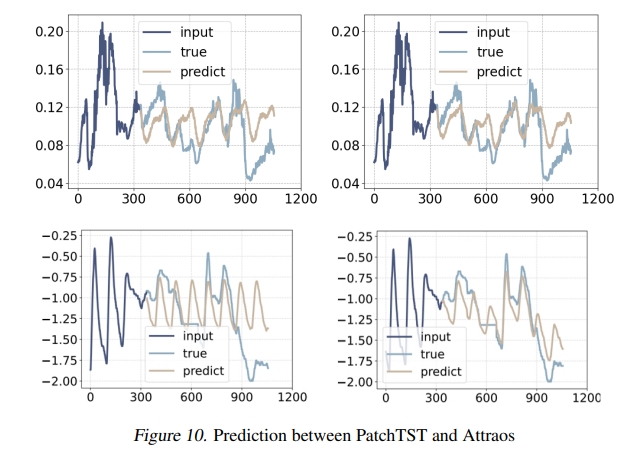 0.20
0.16
0.12
0.08
0.04
0 300 600 900 1200
input
true
predict
0.20
0.16
0.12
0.08
0.04
0 300 600 900 1200
input
true
predict
−0.25
−0.50
−0.75
−1.00
−1.25
−1.50
−1.75
−2.00
0 300 600 900 1200
input
true
predict
−0.25
−0.50
−0.75
−1.00
−1.25
−1.50
−1.75
−2.00
0 300 600 900 1200
input
true
predict
Figure 10. Prediction between PatchTST and Attraos